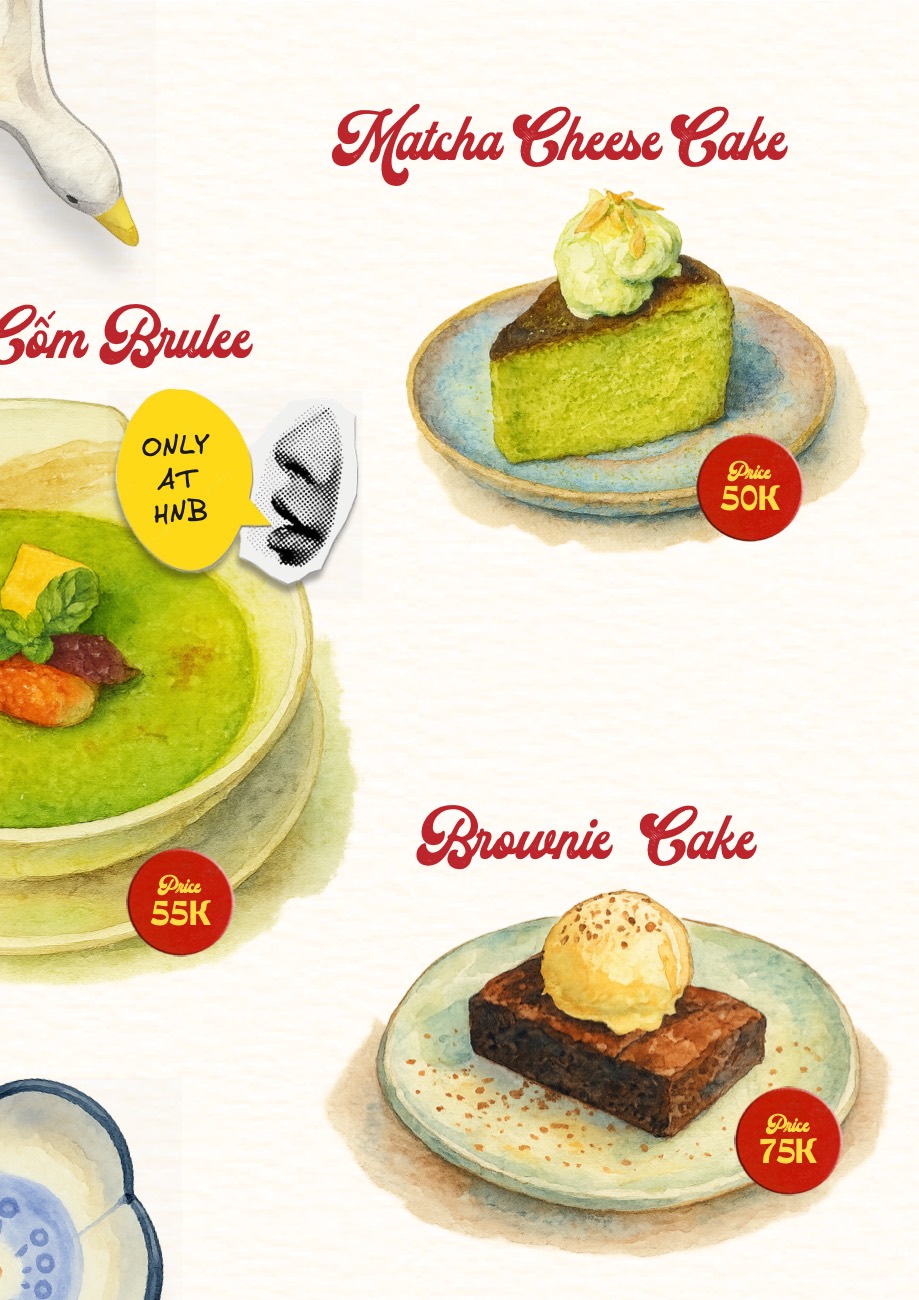 Matcha Cheese Cake
Price
50K
Cốm Brulee
ONLY
AT
HNB
Price
55K
Brownie Cake
Price
75K